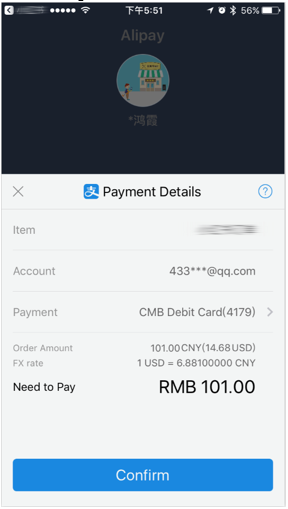 下午5:51
56%
Alipay
*鸿霞
支 Payment Details ?
Item
Account 433***@qq.com
Payment CMB Debit Card(4179)
Order Amount 101.00CNY(14.68USD)
FX rate 1 USD = 6.88100000 CNY
Need to Pay RMB 101.00
Confirm